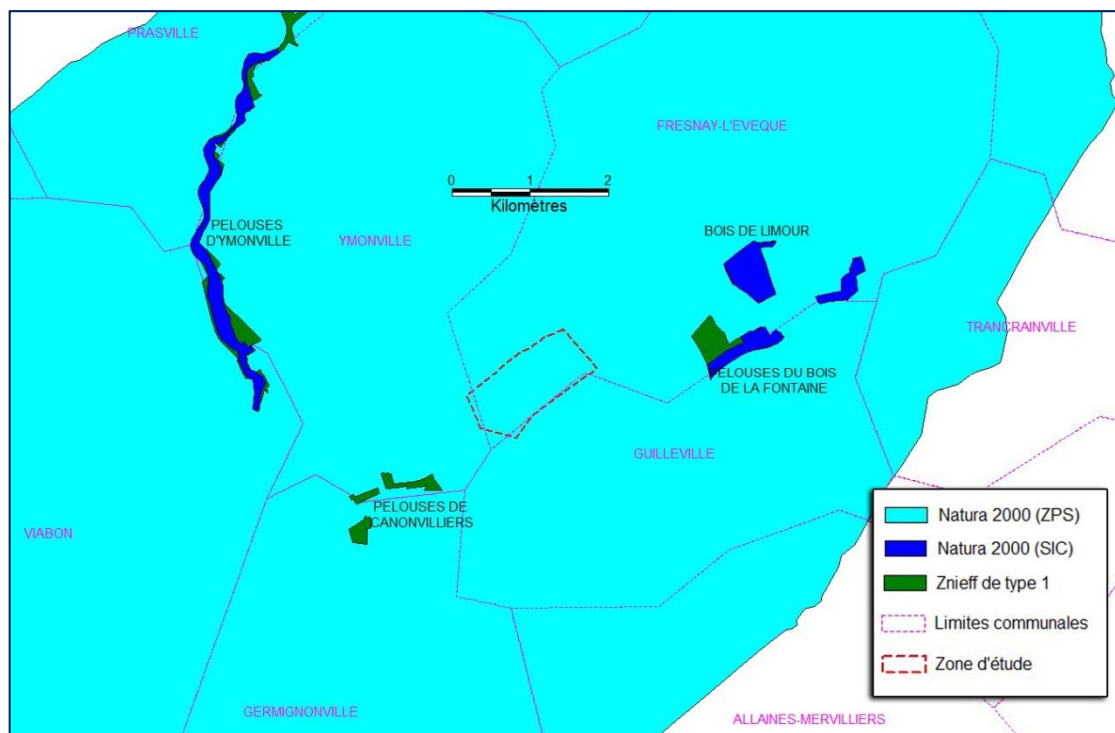 PRASVILLE
FRESNAY-L'EVEQUE
0 1 2
Kilomètres
PELOUSES
D'YMONVILLE
YMONVILLE
BOIS DE LIMOUR
TRANCRAINVILLE
PELOUSES DU BOIS
DE LA FONTAINE
GUILLEVILLE
PELOUSES DE
CANONVILLIERS
VIABON
GERMIGNONVILLE
ALLAINES-MERVILLIERS
Natura 2000 (ZPS)
Natura 2000 (SIC)
Znieff de type 1
Limites communales
Zone d'étude